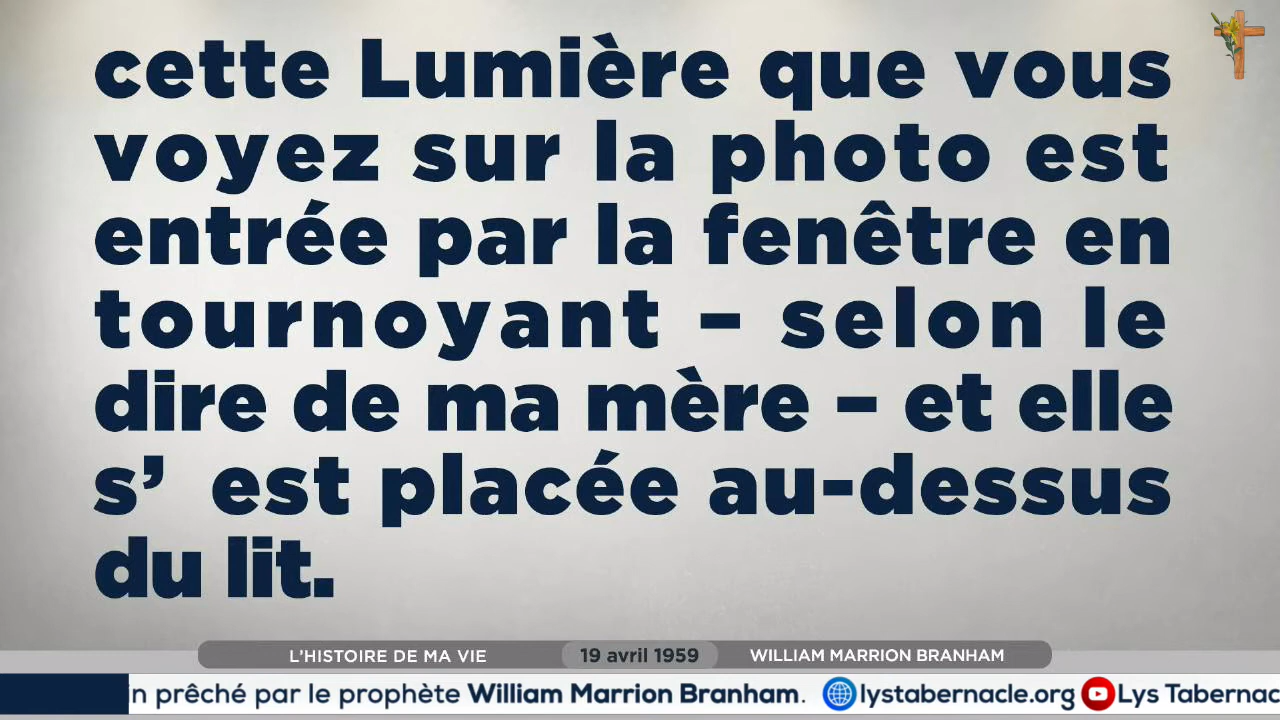 cette Lumière que vous
voyez sur la photo est
entrée par la fenêtre en
tournoyant – selon le
dire de ma mère – et elle
s’ est placée au-dessus
du lit.
L’HISTOIRE DE MA VIE 19 avril 1959 WILLIAM MARRION BRANHAM
prêché par le prophète William Marrion Branham. lystabernacle.org Lys